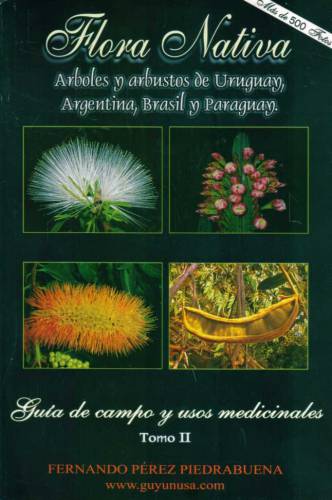 Más de 500 Fotos
Flora Nativa
Arboles y arbustos de Uruguay,
Argentina, Brasil y Paraguay.
Guía de campo y usos medicinales
Tomo II
FERNANDO PÉREZ PIEDRABUENA
www.guyunusa.com